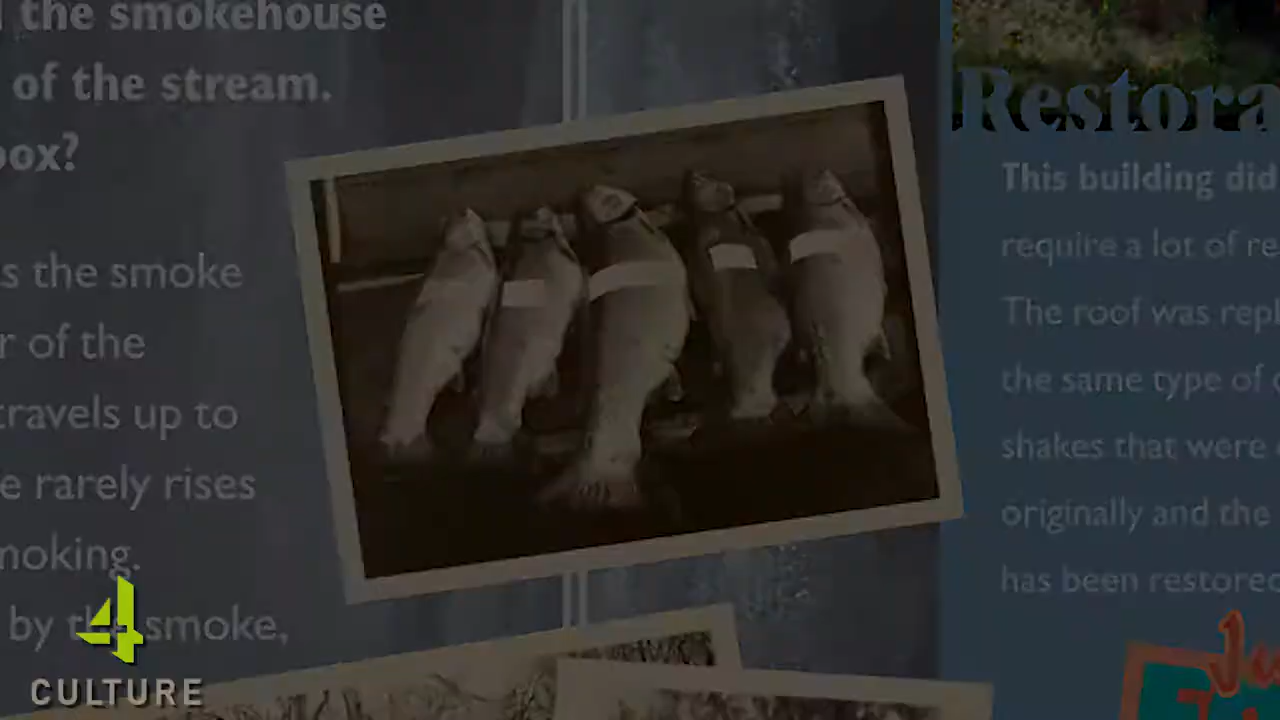 the smokehouse
of the stream.
box?
s the smoke
r of the
travels up to
e rarely rises
moking.
by the smoke,
Restora
This building did
require a lot of re
The roof was repl
the same type of
shakes that were
originally and the
has been restored
4
CULTURE